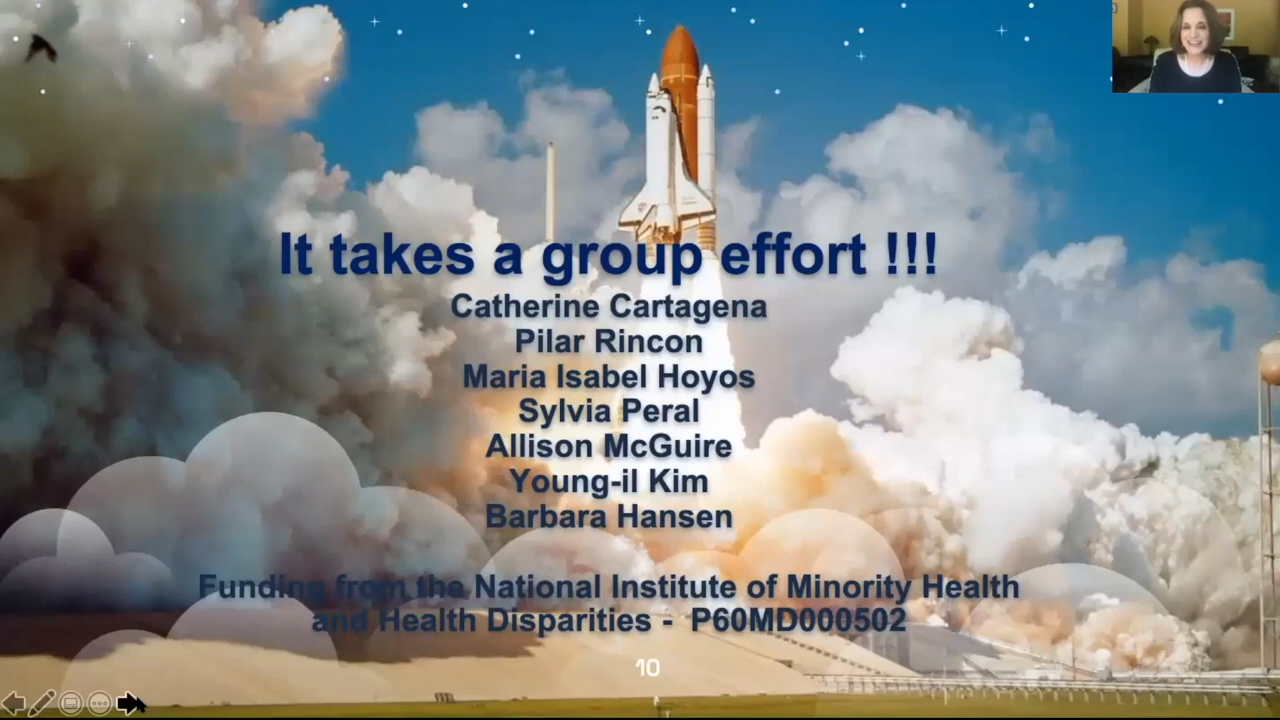 It takes a group effort !!!
Catherine Cartagena
Pilar Rincon
Maria Isabel Hoyos
Sylvia Peral
Allison McGuire
Young-il Kim
Barbara Hansen
Funding from the National Institute of Minority Health
and Health Disparities - P60MD000502
10